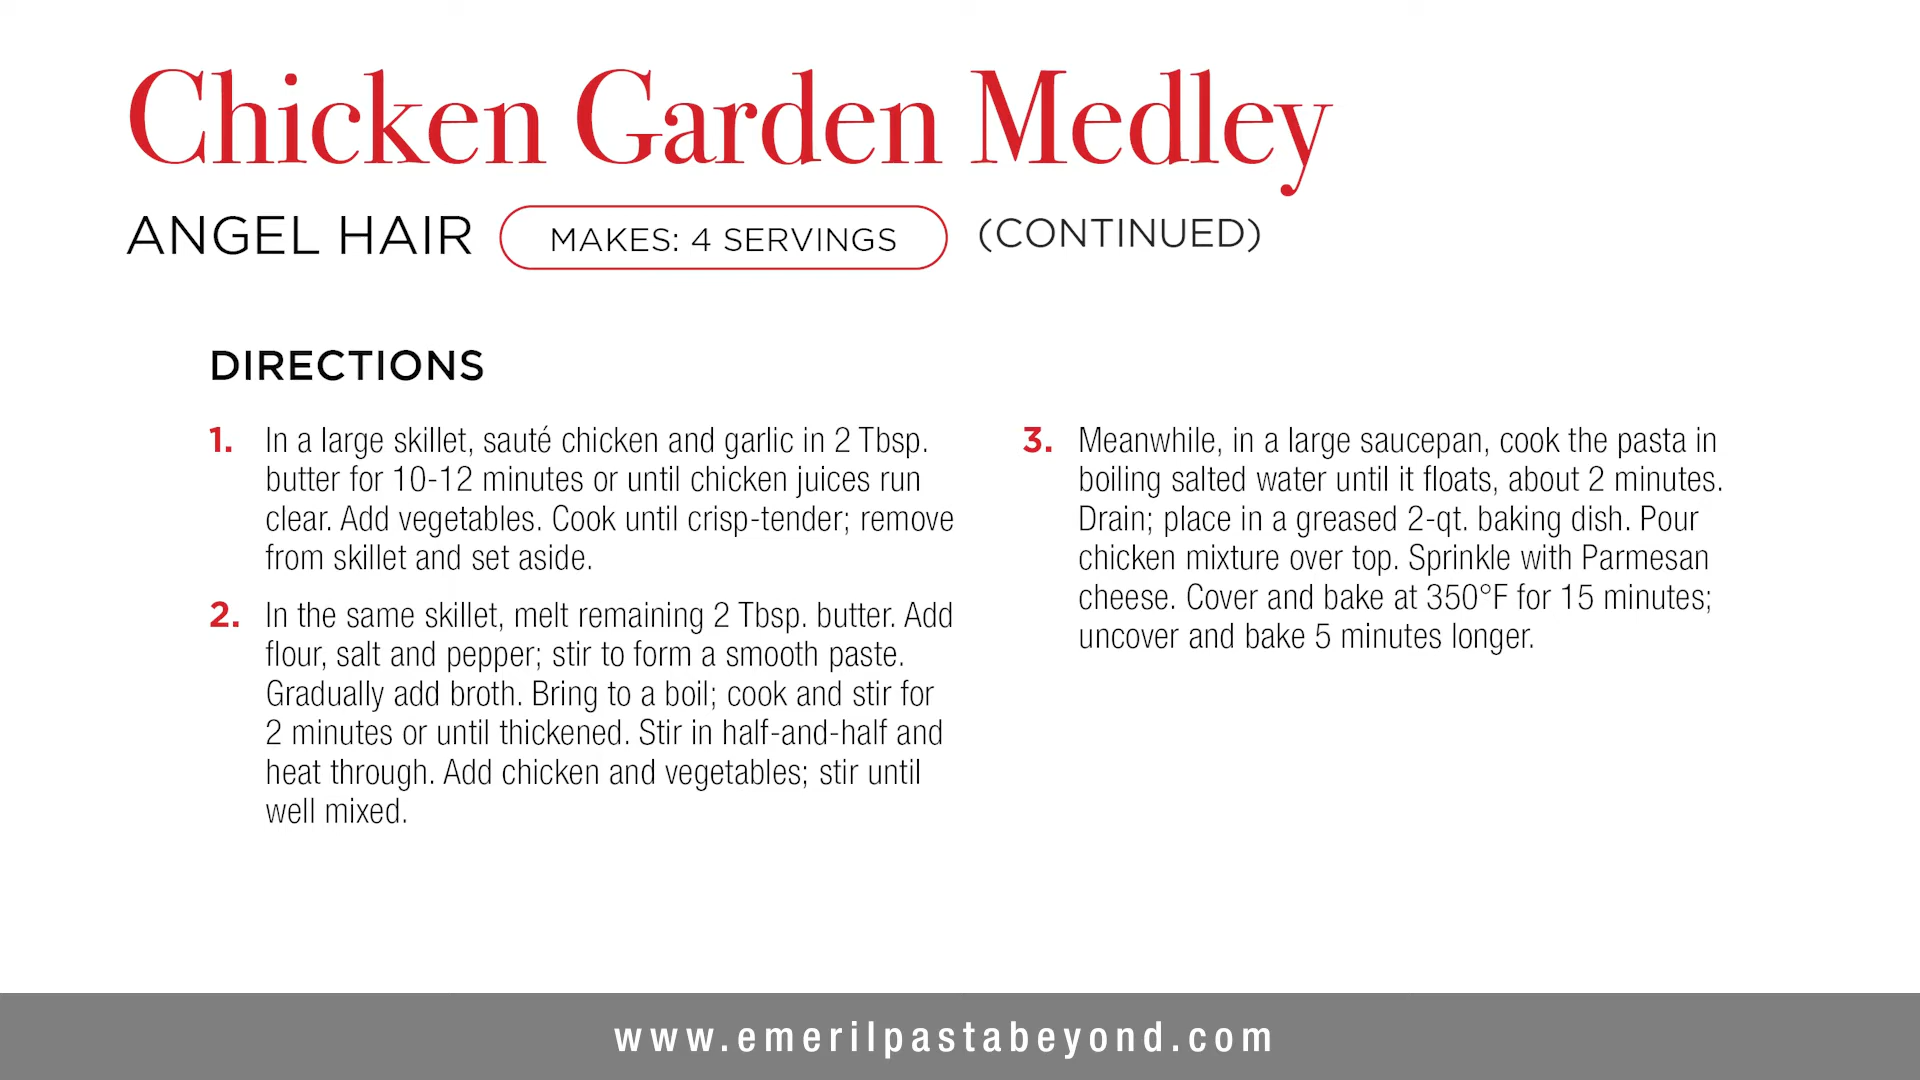 Chicken Garden Medley
ANGEL HAIR MAKES: 4 SERVINGS (CONTINUED)
DIRECTIONS
1. In a large skillet, sauté chicken and garlic in 2 Tbsp.
butter for 10-12 minutes or until chicken juices run
clear. Add vegetables. Cook until crisp-tender; remove
from skillet and set aside.
2. In the same skillet, melt remaining 2 Tbsp. butter. Add
flour, salt and pepper; stir to form a smooth paste.
Gradually add broth. Bring to a boil; cook and stir for
2 minutes or until thickened. Stir in half-and-half and
heat through. Add chicken and vegetables; stir until
well mixed.
3. Meanwhile, in a large saucepan, cook the pasta in
boiling salted water until it floats, about 2 minutes.
Drain; place in a greased 2-qt. baking dish. Pour
chicken mixture over top. Sprinkle with Parmesan
cheese. Cover and bake at 350°F for 15 minutes;
uncover and bake 5 minutes longer.
www.emerilpastabeyond.com